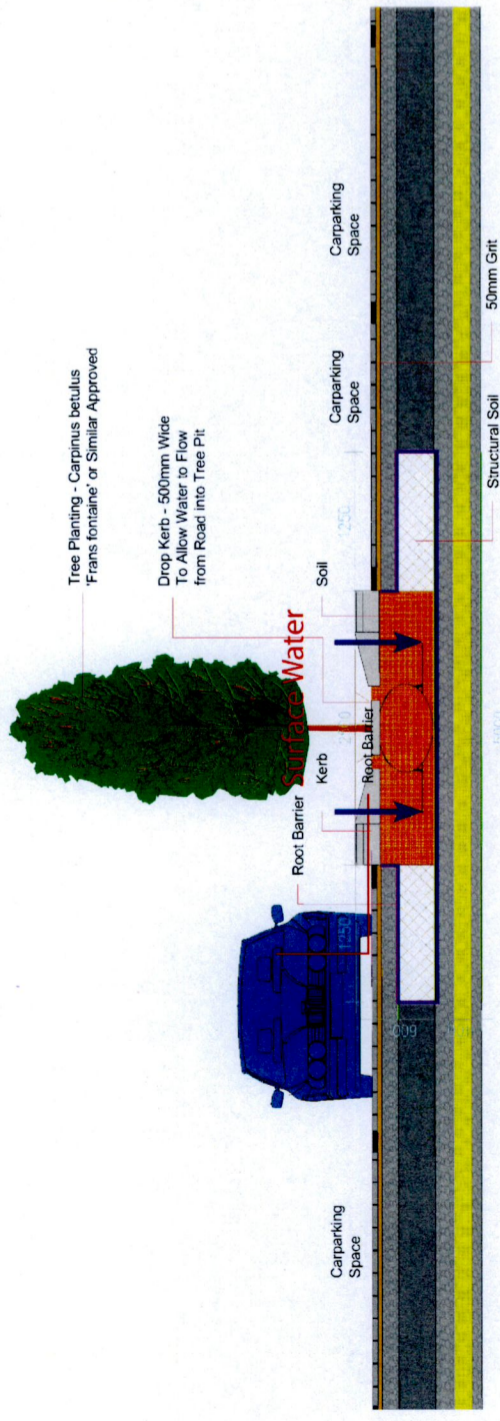 Tree Planting - Carpinus betulus
'Frans fontaine' or Similar Approved
Drop Kerb - 500mm Wide
To Allow Water to Flow
from Road into Tree Pit
Surface Water
Root Barrier
Kerb
Root Barrier
Soil
Carparking
Space
Carparking
Space
Carparking
Space
1250
600
50mm Grit
Structural Soil